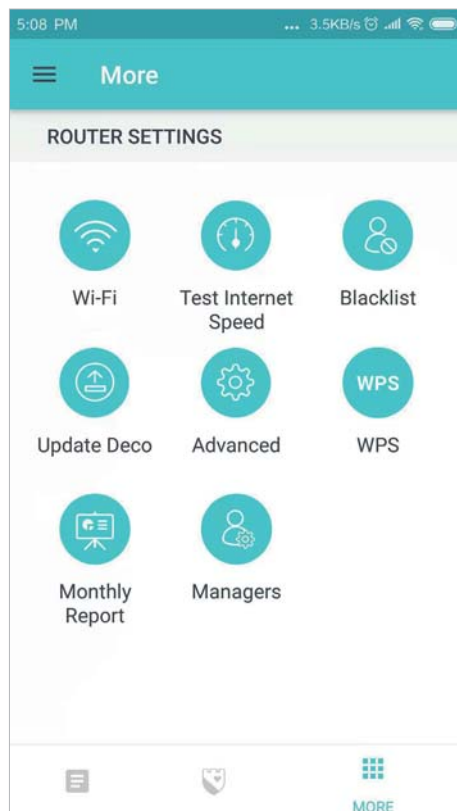 5:08 PM ... 3.5KB/s
More
ROUTER SETTINGS
Wi-Fi
Test Internet
Speed
Blacklist
Update Deco
Advanced
WPS
WPS
Monthly
Report
Managers
MORE